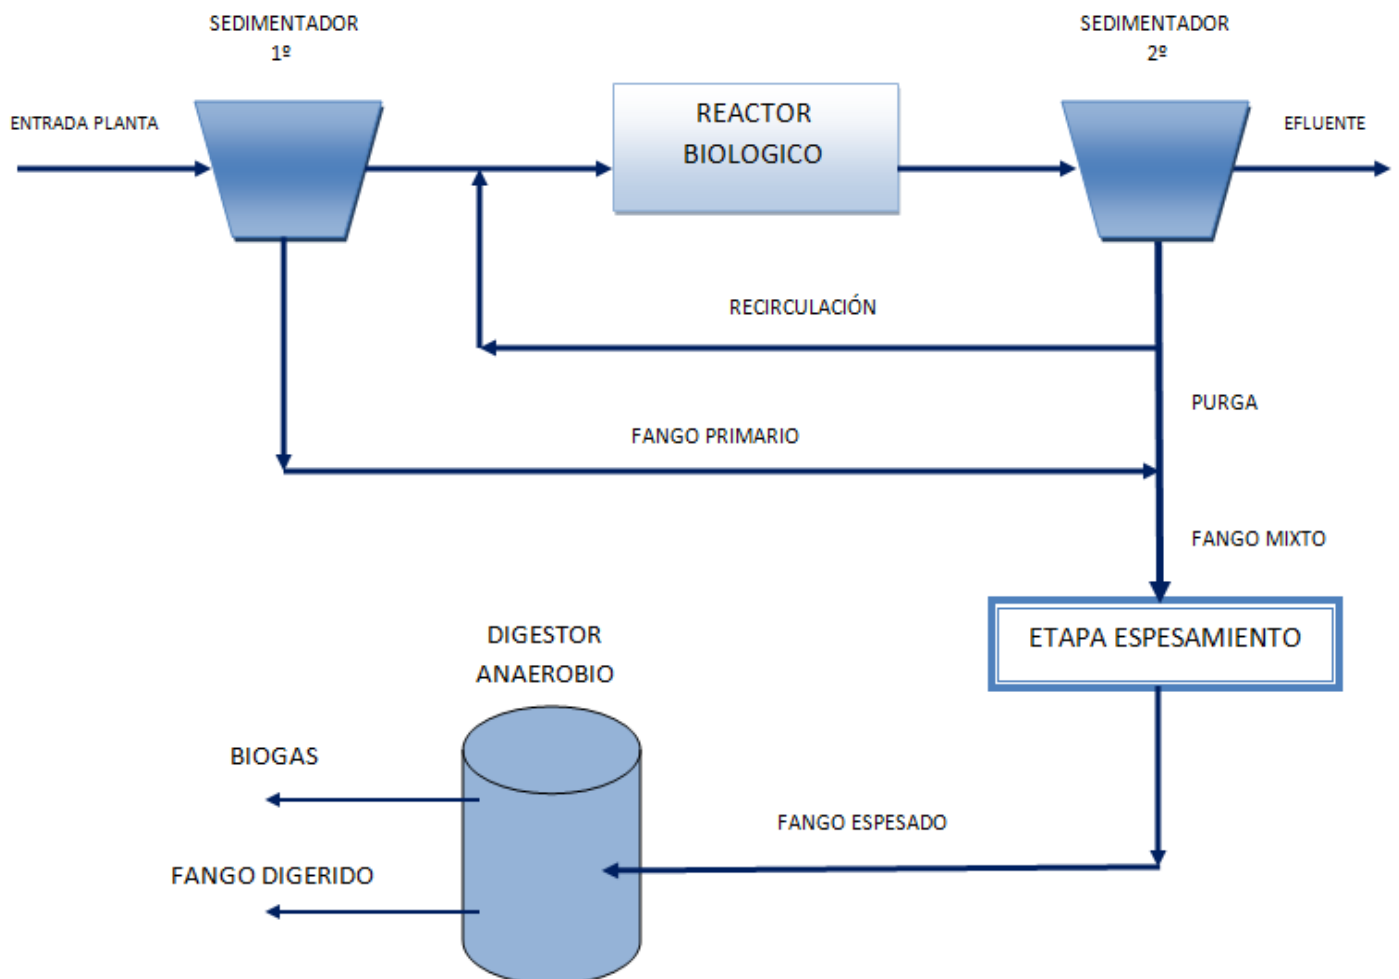 SEDIMENTADOR
1º
SEDIMENTADOR
2º
ENTRADA PLANTA
REACTOR
BIOLOGICO
EFLUENTE
RECIRCULACIÓN
PURGA
FANGO PRIMARIO
FANGO MIXTO
ETAPA ESPESAMIENTO
DIGESTOR
ANAEROBIO
BIOGAS
FANGO ESPESADO
FANGO DIGERIDO